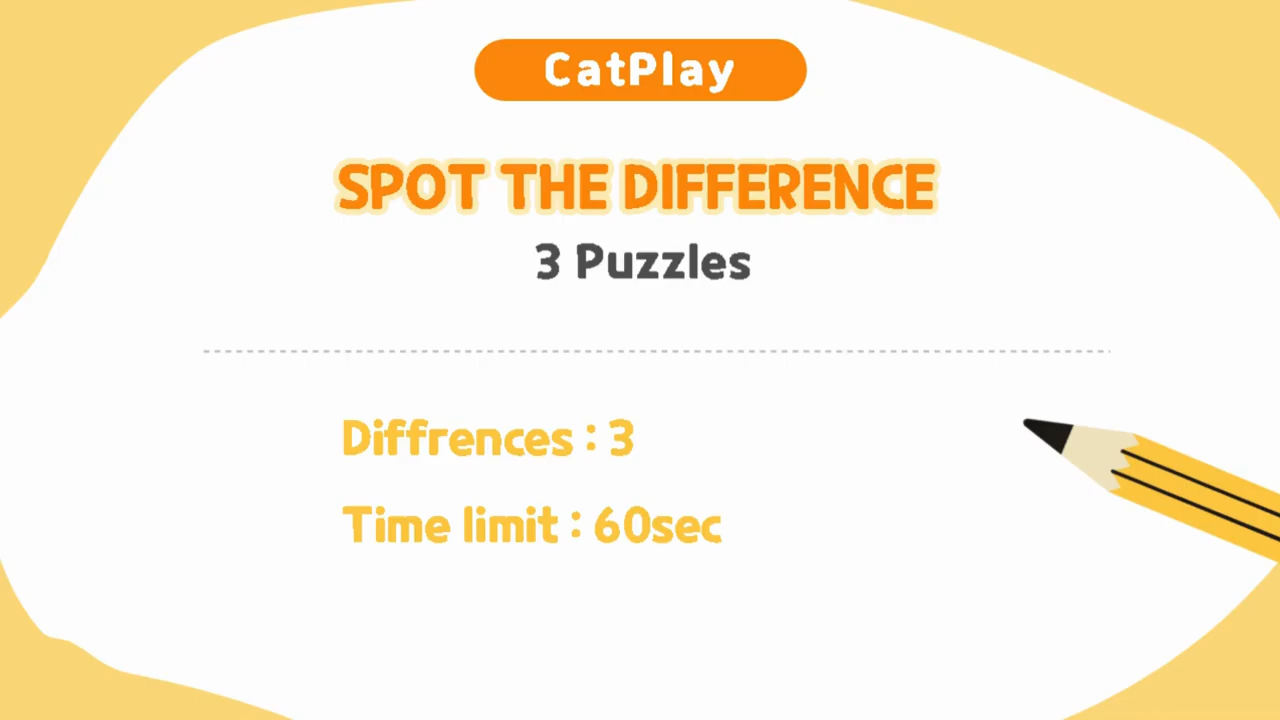 CatPlay
SPOT THE DIFFERENCE
3 Puzzles
Diffrences : 3
Time limit : 60sec